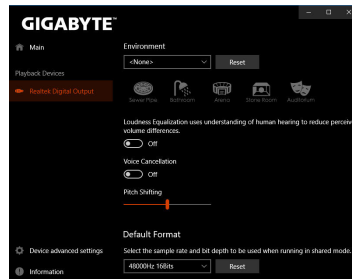 GIGABYTE™
Main
Playback Devices
Realtek Digital Output
Device advanced settings
Information
Environment
<None>
Reset
Sewer Pipe
Bathroom
Arena
Stone Room
Auditorium
Loudness Equalization uses understanding of human hearing to reduce perceive
volume differences.
Off
Voice Cancellation
Off
Pitch Shifting
Default Format
Select the sample rate and bit depth to be used when running in shared mode.
48000Hz 16Bits
Reset